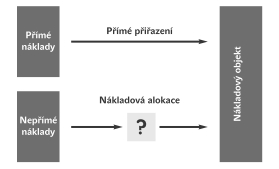 Přímé
náklady
Přímé přiřazení
Nákladový objekt
Nepřímé
náklady
Nákladová alokace
?